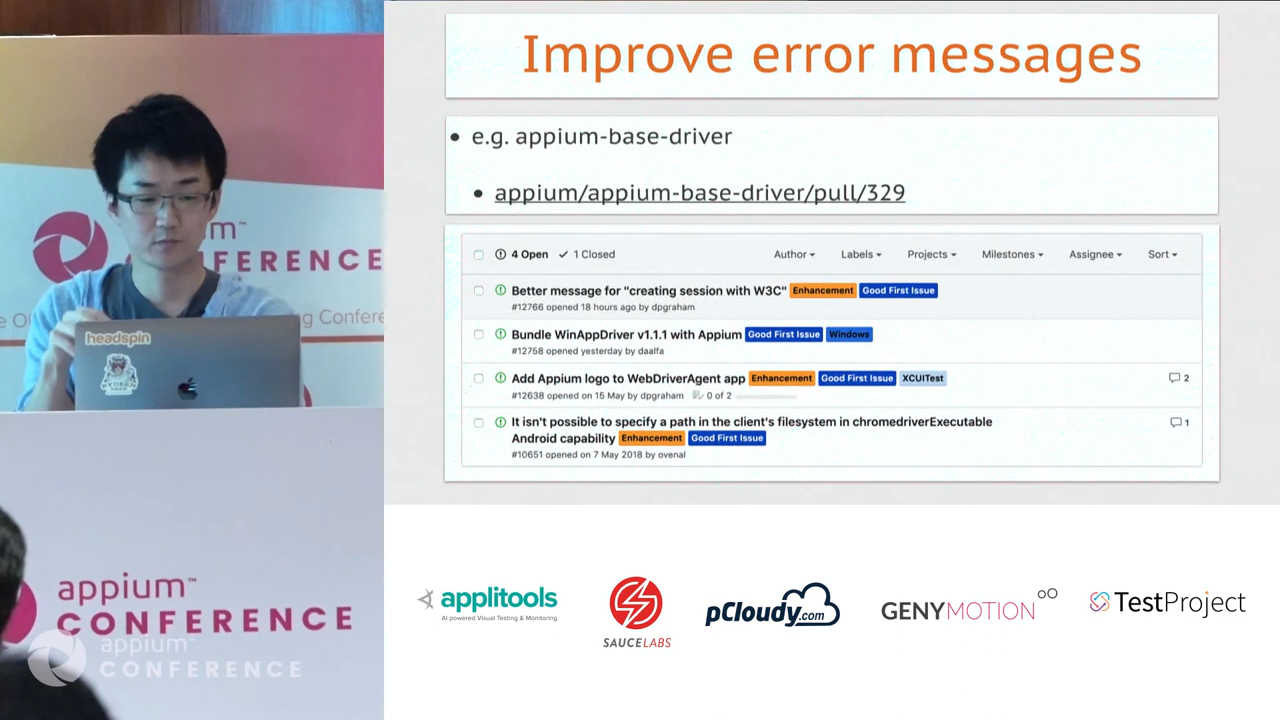 Improve error messages
• e.g. appium-base-driver
• appium/appium-base-driver/pull/329
4 Open ✓ 1 Closed Author Labels Projects Milestones Assignee Sort
Better message for "creating session with W3C" Enhancement Good First Issue
#12766 opened 18 hours ago by dpgraham
Bundle WinAppDriver v1.1.1 with Appium Good First Issue Windows
#12758 opened yesterday by daalfa
Add Appium logo to WebDriverAgent app Enhancement Good First Issue XCUITest 2
#12638 opened on 15 May by dpgraham 0 of 2
It isn't possible to specify a path in the client's filesystem in chromedriverExecutable 1
Android capability Enhancement Good First Issue
#10651 opened on 7 May 2018 by ovenal
m™
FERENCE
ng Confere
headspin
appium™
CONFERENCE
appium™
CONFERENCE
applitools
AI powered Visual Testing & Monitoring
SAUCELABS
pCloudy.com
GENYMOTION
TestProject